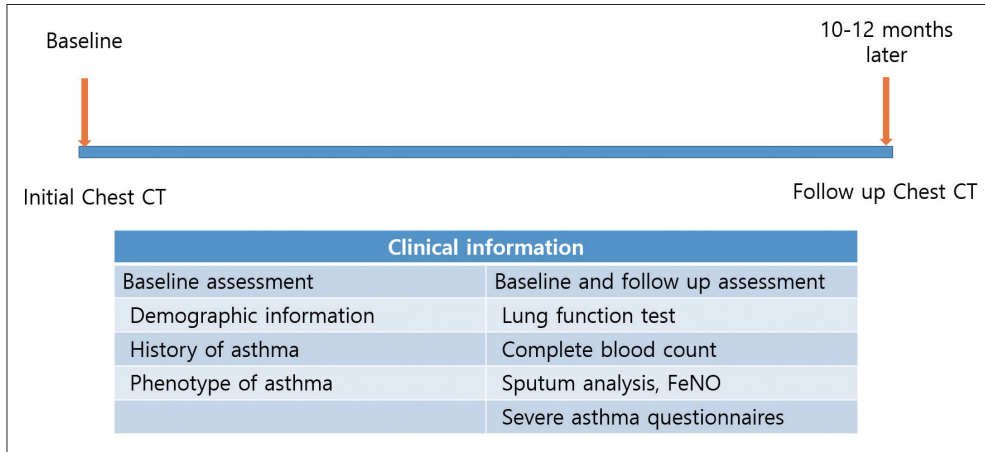 Baseline
10-12 months
later
Initial Chest CT
Follow up Chest CT
Clinical information
Baseline assessment
Baseline and follow up assessment
Demographic information
Lung function test
History of asthma
Complete blood count
Phenotype of asthma
Sputum analysis, FeNO
Severe asthma questionnaires